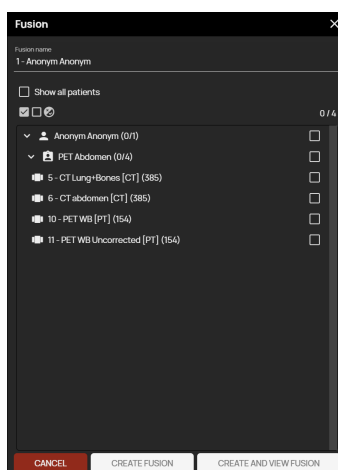 Fusion
Fusion name
1 - Anonym Anonym
Show all patients
0 / 4
Anonym Anonym (0/1)
PET Abdomen (0/4)
5 - CT Lung+Bones [CT] (385)
6 - CT abdomen [CT] (385)
10 - PET WB [PT] (154)
11 - PET WB Uncorrected [PT] (154)
CANCEL CREATE FUSION CREATE AND VIEW FUSION